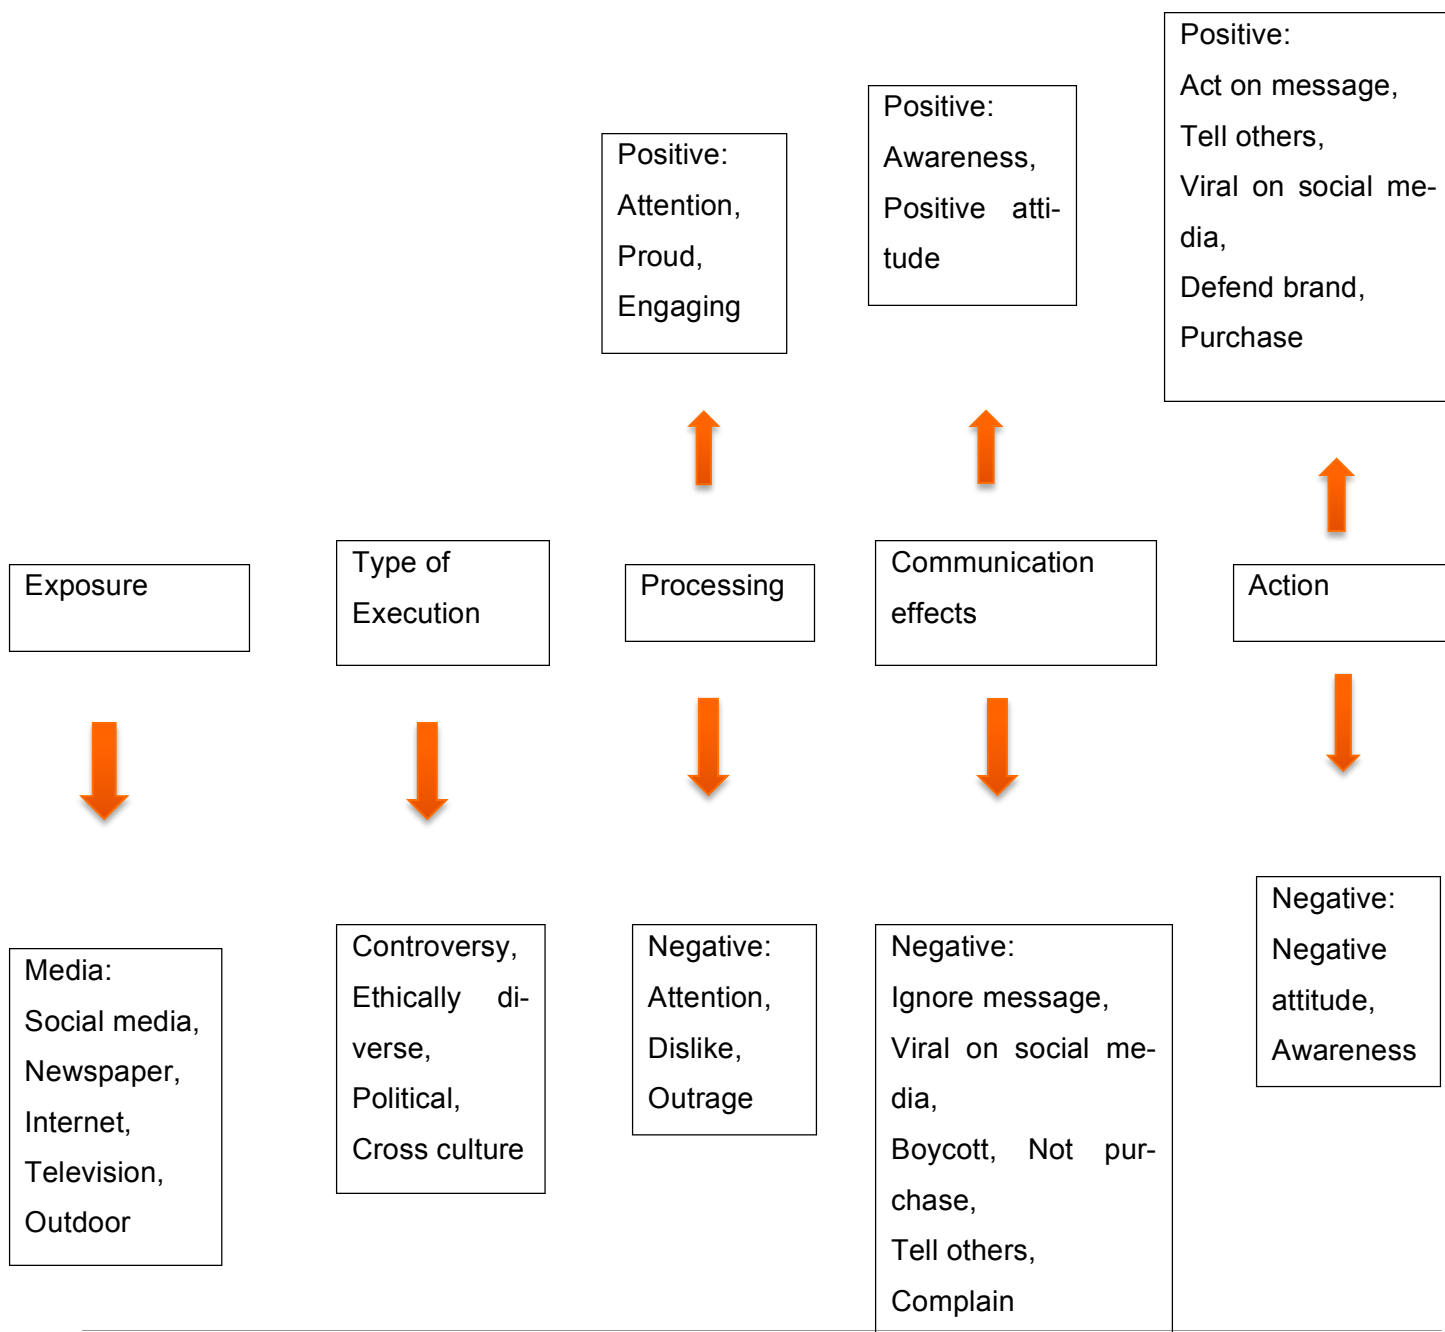 Positive:
Attention,
Proud,
Engaging
Positive:
Awareness,
Positive atti-
tude
Positive:
Act on message,
Tell others,
Viral on social me-
dia,
Defend brand,
Purchase
Exposure
Type of
Execution
Processing
Communication
effects
Action
Media:
Social media,
Newspaper,
Internet,
Television,
Outdoor
Controversy,
Ethically di-
verse,
Political,
Cross culture
Negative:
Attention,
Dislike,
Outrage
Negative:
Ignore message,
Viral on social me-
dia,
Boycott, Not pur-
chase,
Tell others,
Complain
Negative:
Negative
attitude,
Awareness